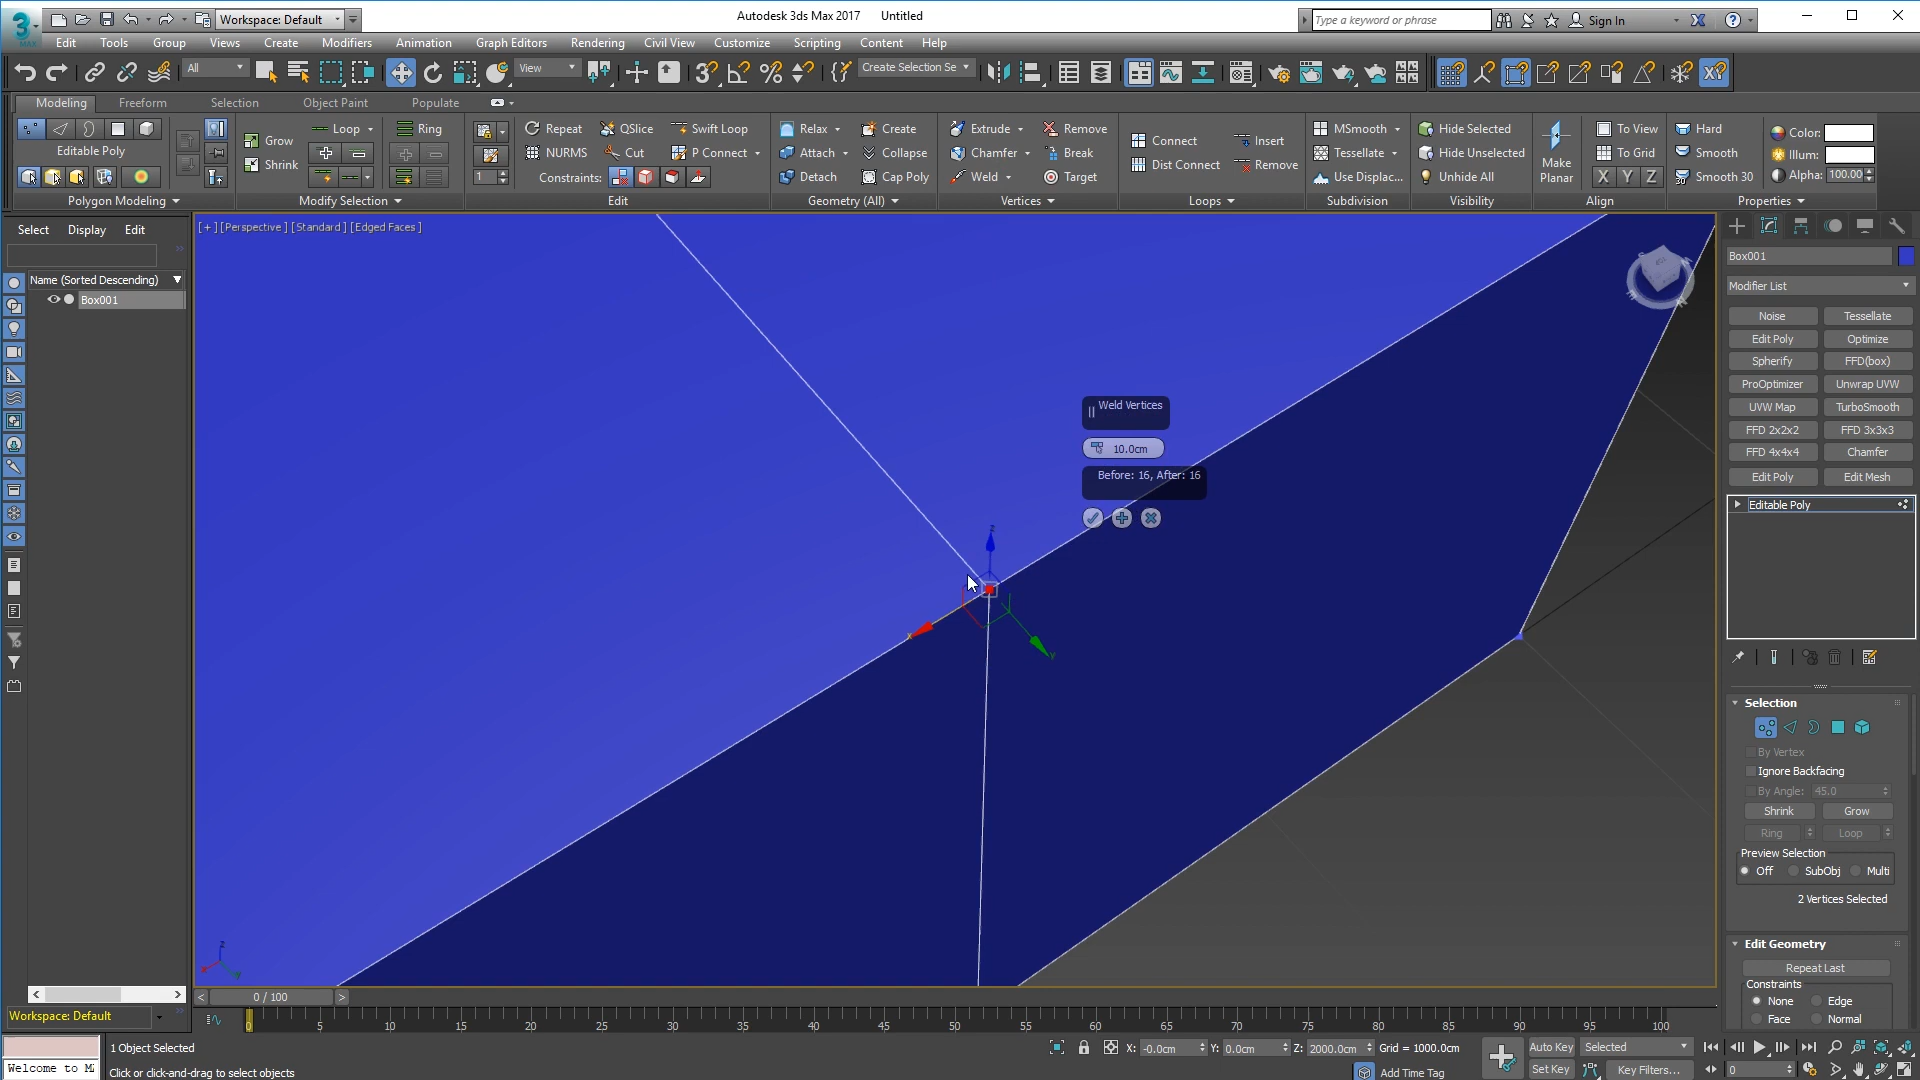 Workspace: Default
Autodesk 3ds Max 2017 Untitled
Type a keyword or phrase
Sign In
3
MAX
Edit Tools Group Views Create Modifiers Animation Graph Editors Rendering Civil View Customize Scripting Content Help
All
View
Create Selection Se
Modeling Freeform Selection Object Paint Populate
Editable Poly
Polygon Modeling
Grow
Shrink
Loop
Ring
Modify Selection
1
Repeat QSlice Swift Loop
NURMS Cut P Connect
Constraints:
Edit
Relax Create
Attach Collapse
Detach Cap Poly
Geometry (All)
Extrude Remove
Chamfer Break
Weld Target
Vertices
Connect Insert
Dist Connect Remove
Loops
MSmooth
Tessellate
Use Displac...
Subdivision
Hide Selected
Hide Unselected
Unhide All
Visibility
Make Planar
To View
To Grid
X Y Z
Align
Hard
Smooth
Smooth 30
Color:
Illum:
Alpha: 100.00
Properties
Select Display Edit
Name (Sorted Descending)
Box001
[+] [Perspective] [Standard] [Edged Faces]
Weld Vertices
10.0cm
Before: 16, After: 16
z
x
y
Box001
Modifier List
Noise Tessellate
Edit Poly Optimize
Spherify FFD(box)
ProOptimizer Unwrap UVW
UVW Map TurboSmooth
FFD 2x2x2 FFD 3x3x3
FFD 4x4x4 Chamfer
Edit Poly Edit Mesh
Editable Poly
Selection
By Vertex
Ignore Backfacing
By Angle: 45.0
Shrink Grow
Ring Loop
Preview Selection
Off SubObj Multi
2 Vertices Selected
Edit Geometry
Repeat Last
Constraints
None Edge
Face Normal
0 / 100
Workspace: Default
0 5 10 15 20 25 30 35 40 45 50 55 60 65 70 75 80 85 90 95 100
1 Object Selected
X: -0.0cm Y: 0.0cm Z: 2000.0cm Grid = 1000.0cm
Auto Key Selected
Welcome to M
Click or click-and-drag to select objects
Add Time Tag
Set Key Key Filters...
0